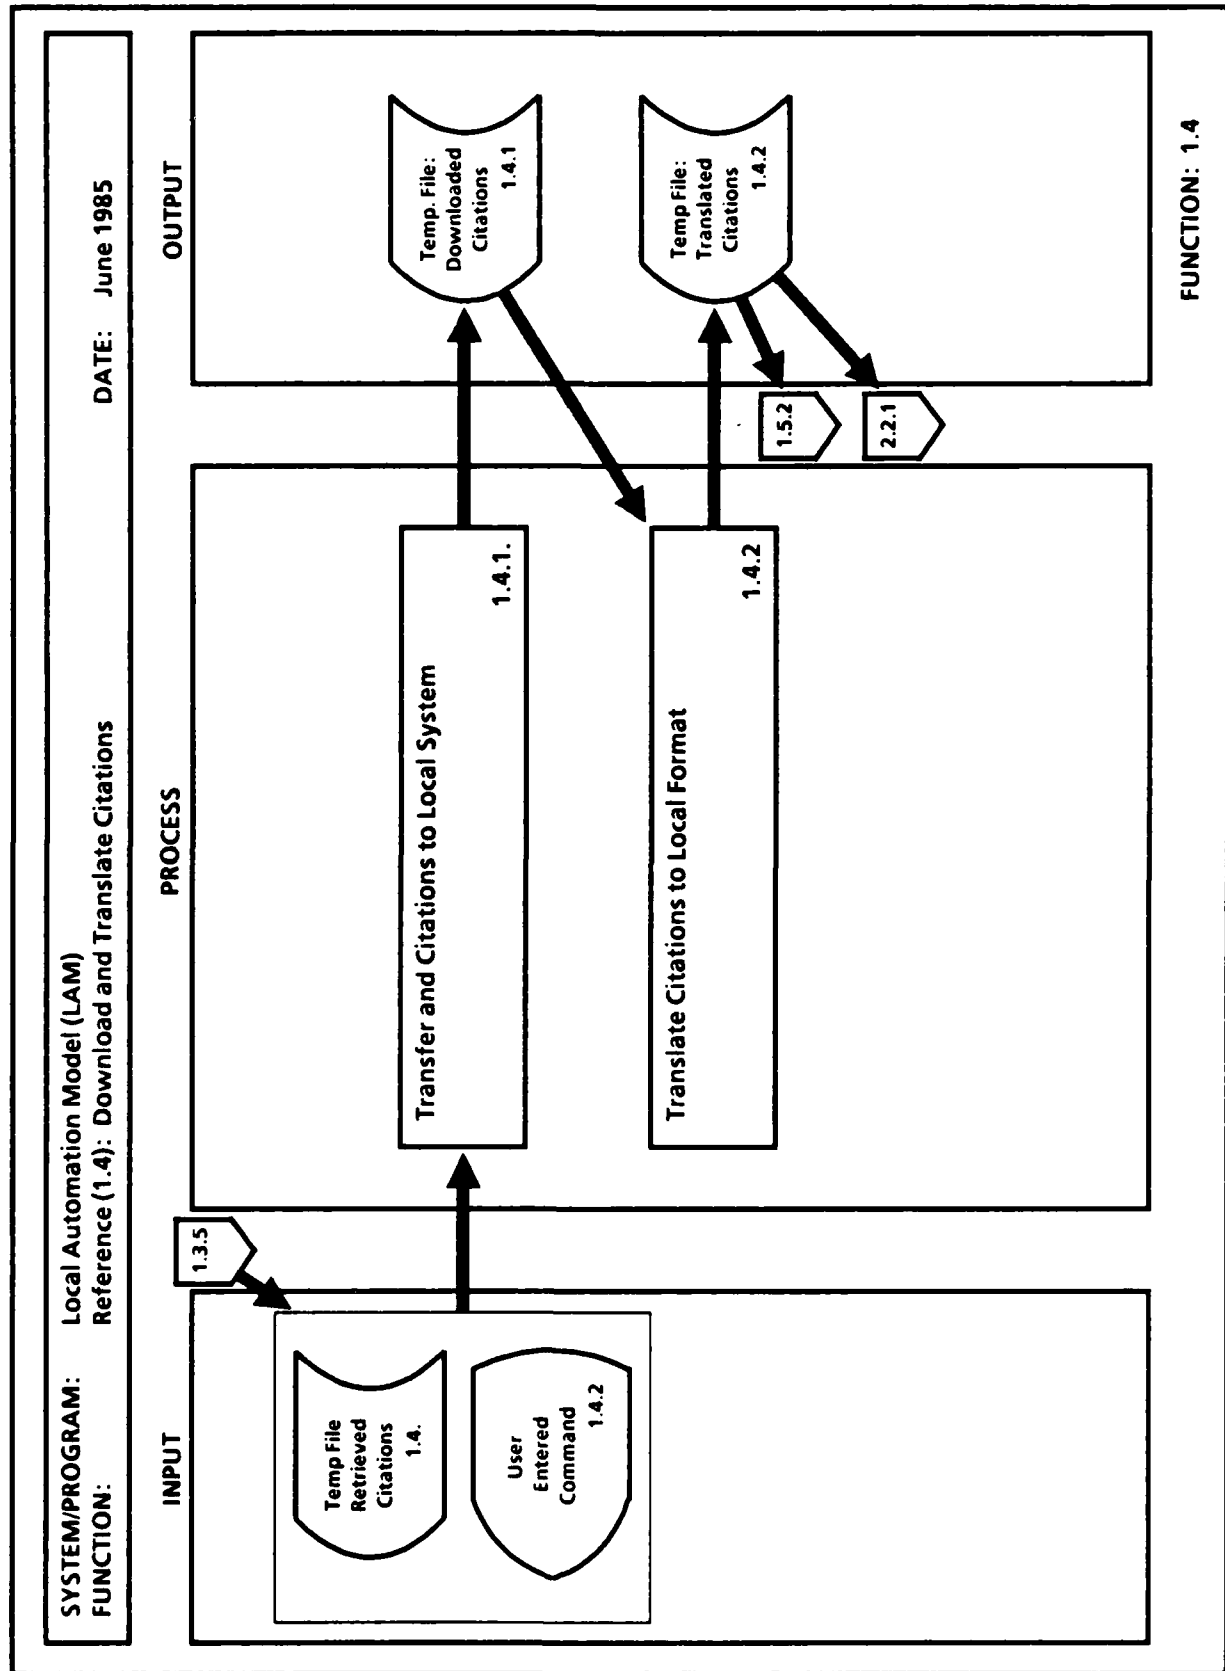 SYSTEM/PROGRAM: Local Automation Model (LAM)
FUNCTION: Reference (1.4): Download and Translate Citations DATE: June 1985
INPUT
PROCESS
OUTPUT
1.3.5
Temp File
Retrieved
Citations
1.4.
User
Entered
Command
1.4.2
Transfer and Citations to Local System
1.4.1.
Translate Citations to Local Format
1.4.2
Temp. File:
Downloaded
Citations
1.4.1
Temp File:
Translated
Citations
1.4.2
1.5.2
2.2.1
FUNCTION: 1.4